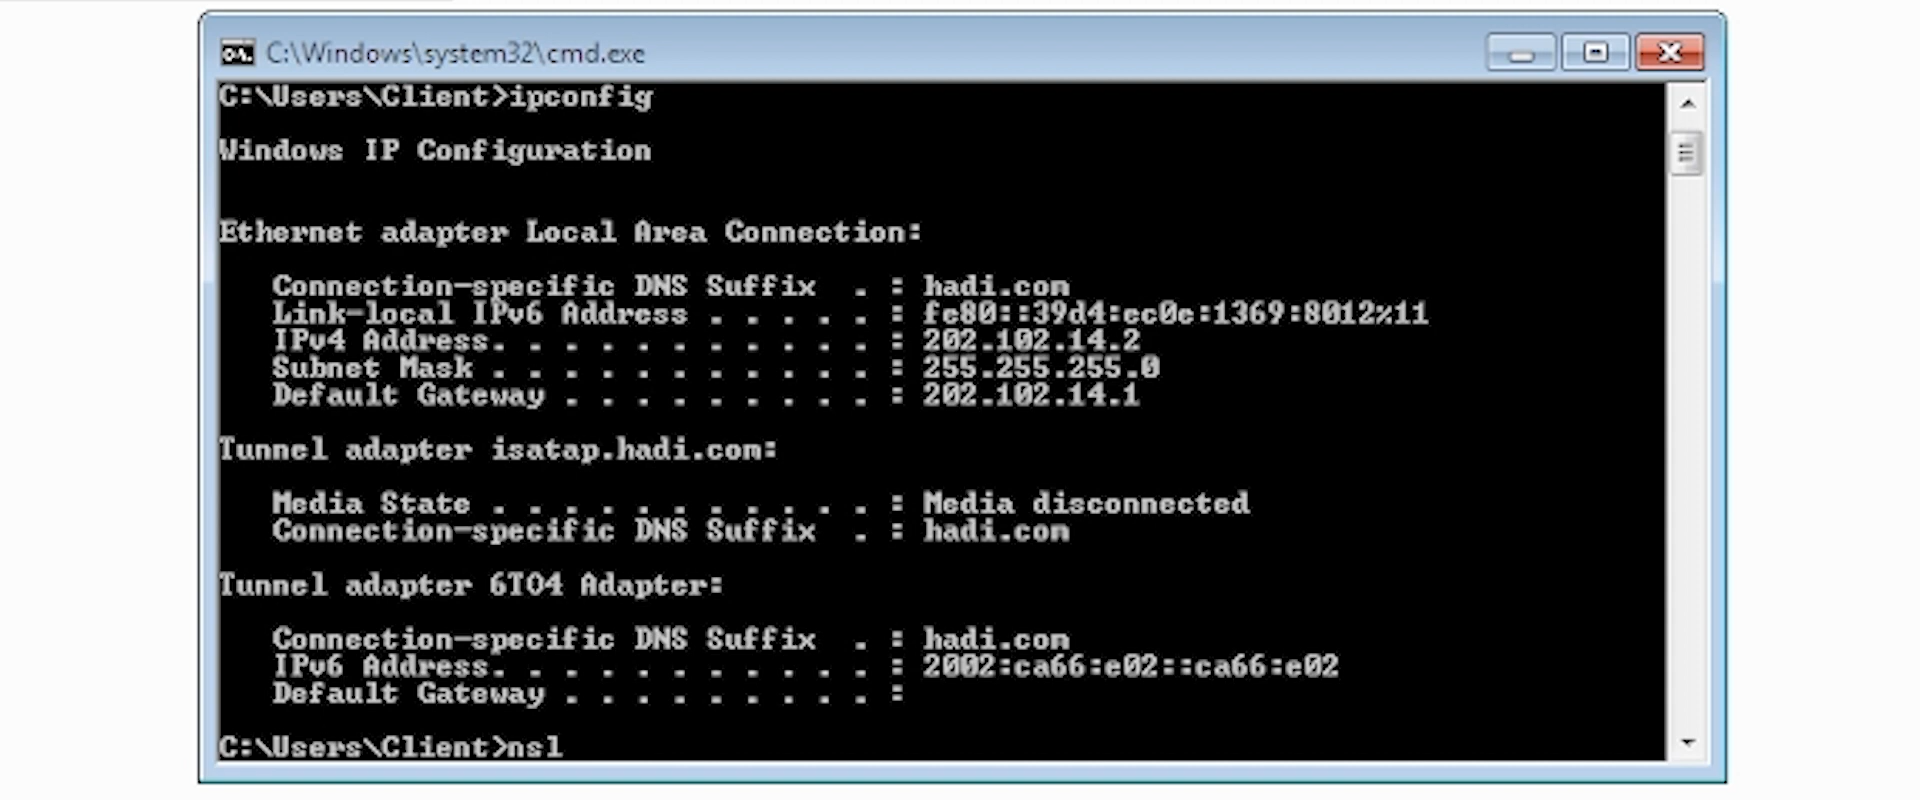 C:\Windows\system32\cmd.exe
C:\Users\Client>ipconfig
Windows IP Configuration
Ethernet adapter Local Area Connection:
Connection-specific DNS Suffix . : hadi.com
Link-local IPv6 Address . . . . . : fe80::39d4:ec0e:1369:8012%11
IPv4 Address. . . . . . . . . . . : 202.102.14.2
Subnet Mask . . . . . . . . . . . : 255.255.255.0
Default Gateway . . . . . . . . . : 202.102.14.1
Tunnel adapter isatap.hadi.com:
Media State . . . . . . . . . . . : Media disconnected
Connection-specific DNS Suffix . : hadi.com
Tunnel adapter 6TO4 Adapter:
Connection-specific DNS Suffix . : hadi.com
IPv6 Address. . . . . . . . . . . : 2002:ca66:e02::ca66:e02
Default Gateway . . . . . . . . . :
C:\Users\Client>nsl